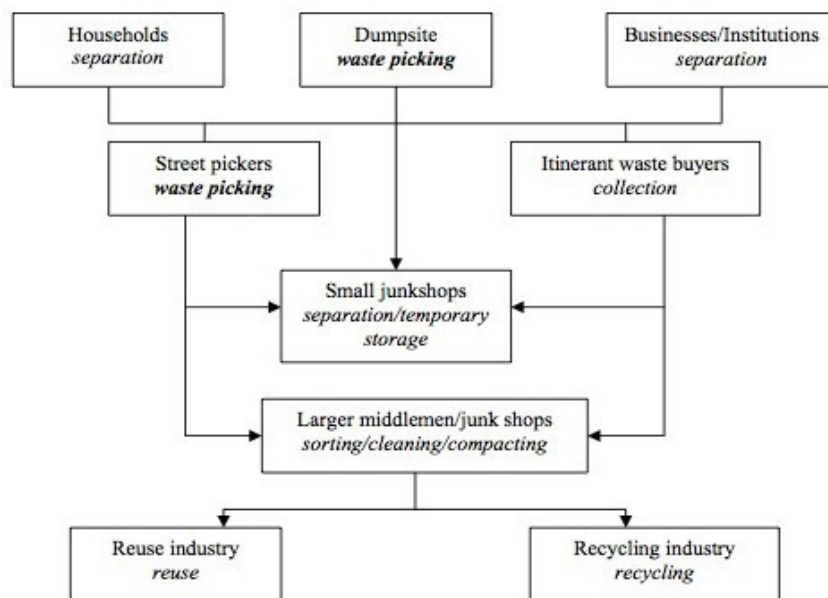 Households
separation
Dumpsite
waste picking
Businesses/Institutions
separation
Street pickers
waste picking
Itinerant waste buyers
collection
Small junkshops
separation/temporary
storage
Larger middlemen/junk shops
sorting/cleaning/compacting
Reuse industry
reuse
Recycling industry
recycling